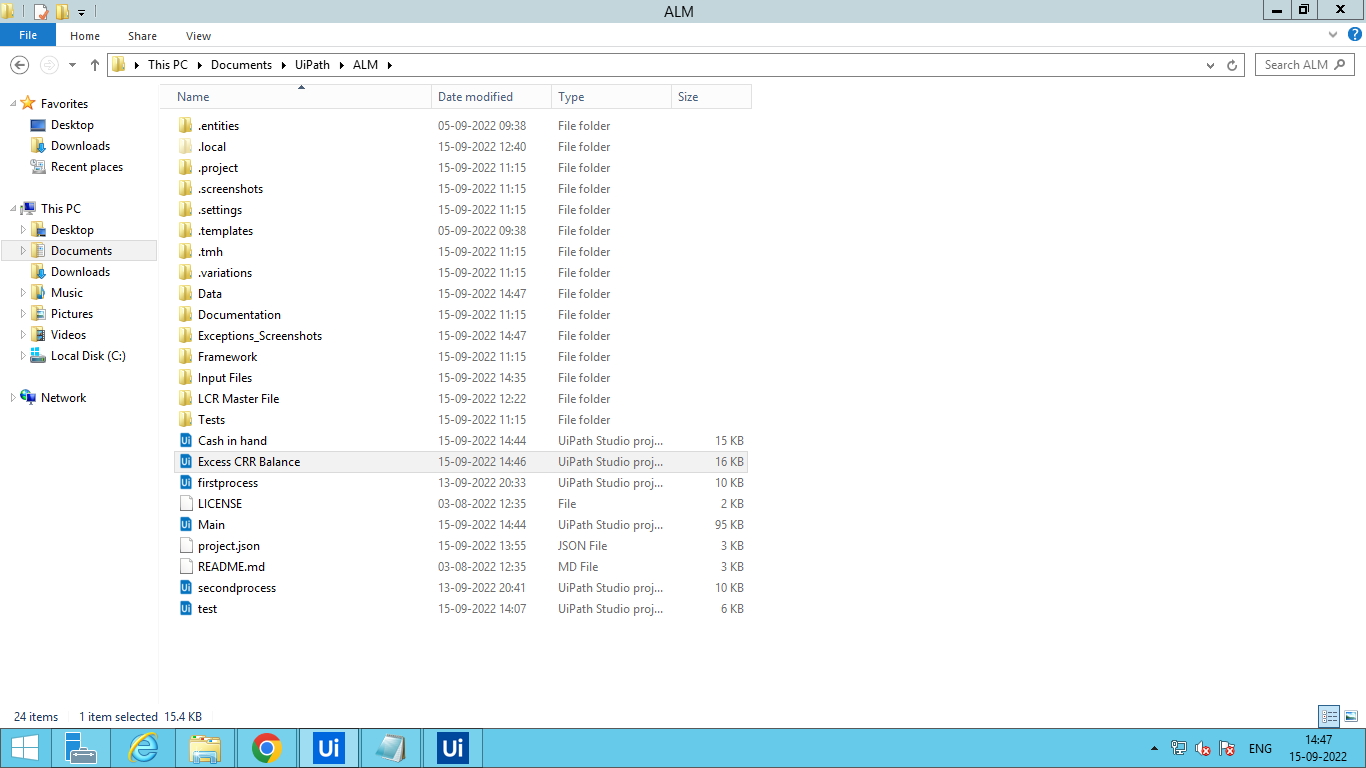 ALM
File Home Share View
This PC Documents UiPath ALM
Search ALM
Name Date modified Type Size
Favorites
Desktop
Downloads
Recent places
This PC
Desktop
Documents
Downloads
Music
Pictures
Videos
Local Disk (C:)
Network
.entities 05-09-2022 09:38 File folder
.local 15-09-2022 12:40 File folder
.project 15-09-2022 11:15 File folder
.screenshots 15-09-2022 11:15 File folder
.settings 15-09-2022 11:15 File folder
.templates 05-09-2022 09:38 File folder
.tmh 15-09-2022 11:15 File folder
.variations 15-09-2022 11:15 File folder
Data 15-09-2022 14:47 File folder
Documentation 15-09-2022 11:15 File folder
Exceptions_Screenshots 15-09-2022 14:47 File folder
Framework 15-09-2022 11:15 File folder
Input Files 15-09-2022 14:35 File folder
LCR Master File 15-09-2022 12:22 File folder
Tests 15-09-2022 11:15 File folder
Ui Cash in hand 15-09-2022 14:44 UiPath Studio proj... 15 KB
Ui Excess CRR Balance 15-09-2022 14:46 UiPath Studio proj... 16 KB
Ui firstprocess 13-09-2022 20:33 UiPath Studio proj... 10 KB
LICENSE 03-08-2022 12:35 File 2 KB
Ui Main 15-09-2022 14:44 UiPath Studio proj... 95 KB
project.json 15-09-2022 13:55 JSON File 3 KB
README.md 03-08-2022 12:35 MD File 3 KB
Ui secondprocess 13-09-2022 20:41 UiPath Studio proj... 10 KB
Ui test 15-09-2022 14:07 UiPath Studio proj... 6 KB
24 items 1 item selected 15.4 KB
Ui Ui ENG 14:47
15-09-2022